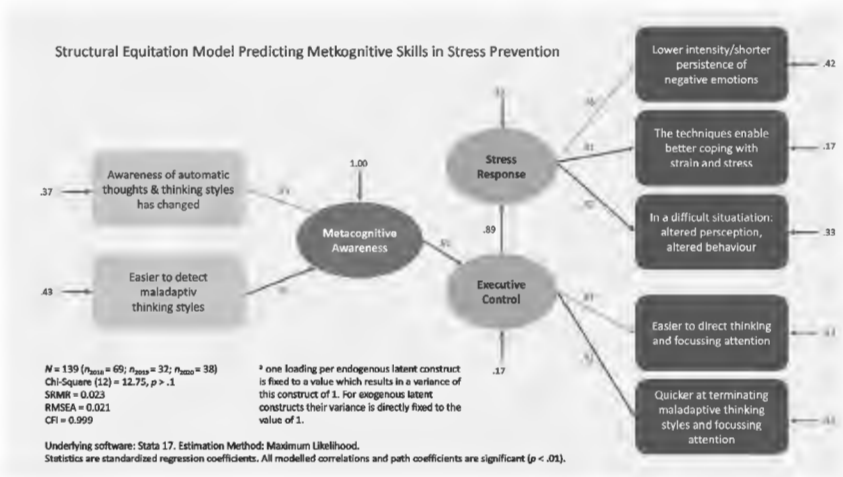 Structural Equitation Model Predicting Metkognitive Skills in Stress Prevention
Lower intensity/shorter
persistence of
negative emotions
.42
The techniques enable
better coping with
strain and stress
.17
Stress
Response
Awareness of automatic
thoughts & thinking styles
has changed
.37
1.00
Metacognitive
Awareness
.89
In a difficult situatiation:
altered persception,
altered behaviour
.33
Easier to detect
maladaptiv
thinking styles
.43
Executive
Control
.17
Easier to direct thinking
and focussing attention
Quicker at terminating
maladaptive thinking
styles and focussing
attention
N = 139 (n2018 = 69; n2019 = 32; n2020 = 38)
Chi-Square (12) = 12.75, p > .1
SRMR = 0.023
RMSEA = 0.021
CFI = 0.999
ª one loading per endogenous latent construct
is fixed to a value which results in a variance of
this construct of 1. For exogenous latent
constructs their variance is directly fixed to the
value of 1.
Underlying software: Stata 17. Estimation Method: Maximum Likelihood.
Statistics are standardized regression coefficients. All modelled correlations and path coefficients are significant (p < .01).